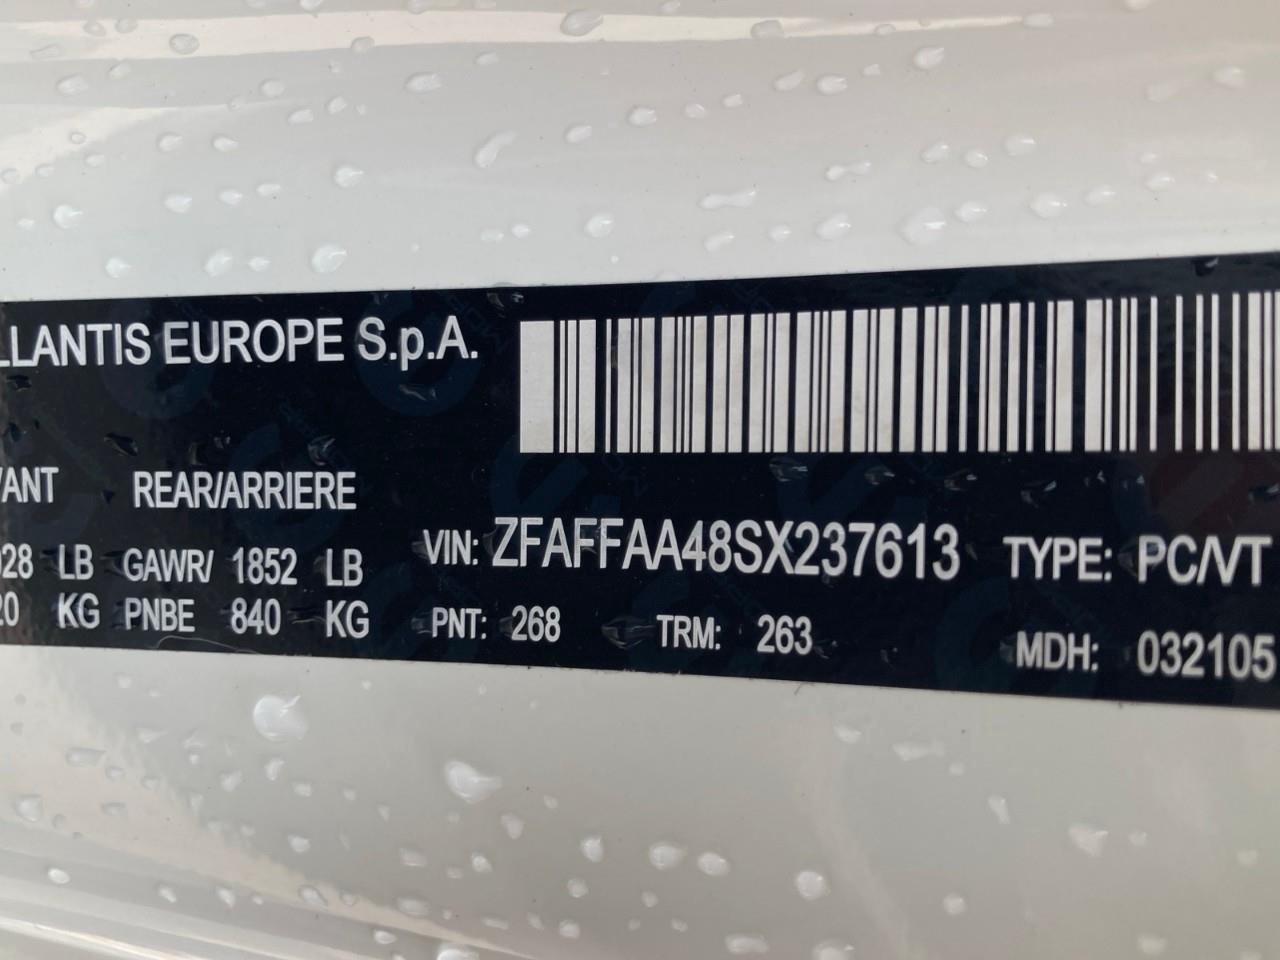 LLANTIS EUROPE S.p.A.
VANT REAR/ARRIERE
028 LB GAWR/ 1852 LB
20 KG PNBE 840 KG
VIN: ZFAFFAA48SX237613 TYPE: PC/VT
PNT: 268 TRM: 263 MDH: 032105